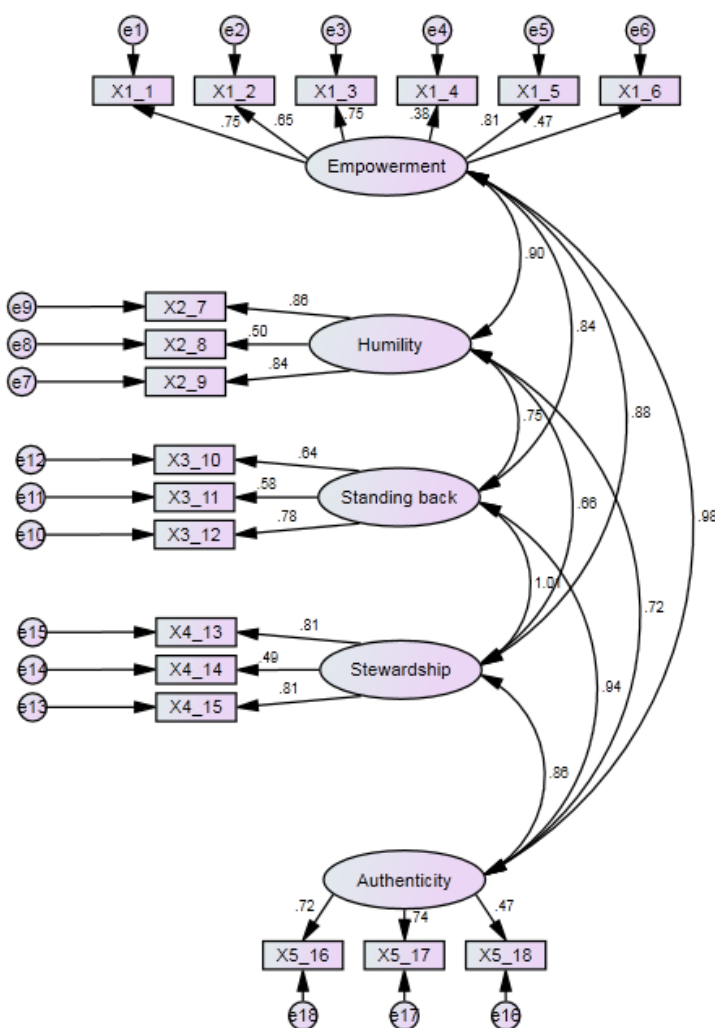 e1 e2 e3 e4 e5 e6
X1_1 X1_2 X1_3 X1_4 X1_5 X1_6
.75 .65 .75 .38 .81 .47
Empowerment
.90
e9 X2_7 .86
e8 X2_8 .50 Humility .84
e7 X2_9 .84
.88
.75
e12 X3_10 .64
e11 X3_11 .58 Standing back .66
e10 X3_12 .78
.98
1.01 .72
e15 X4_13 .81
e14 X4_14 .49 Stewardship
e13 X4_15 .81 .94
.86
Authenticity
.72 .74 .47
X5_16 X5_17 X5_18
e18 e17 e16